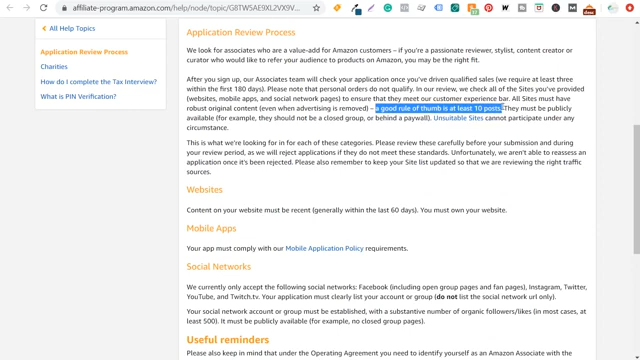 affiliate-program.amazon.com/help/node/topic/G8TW5AE9XL2VX9V...
All Help Topics
Application Review Process
Charities
How do I complete the Tax Interview?
What is PIN Verification?
Application Review Process
We look for associates who are a value-add for Amazon customers – if you're a passionate reviewer, stylist, content creator or
curator who would like to refer your audience to products on Amazon, you may be the right fit.
After you sign up, our Associates team will check your application once you've driven qualified sales (we require at least three
within the first 180 days). Please note that personal orders do not qualify. In our review, we check all of the Sites you've provided
(websites, mobile apps, and social network pages) to ensure that they meet our customer experience bar. All Sites must have
robust original content (even when advertising is removed) – a good rule of thumb is at least 10 posts. They must be publicly
available (for example, they should not be a closed group, or behind a paywall). Unsuitable Sites cannot participate under any
circumstance.
This is what we're looking for in for each of these categories. Please review these carefully before your submission and during
your review period, as we will reject applications if they do not meet these standards. Unfortunately, we aren't able to reassess an
application once it's been rejected. Please also remember to keep your Site list updated so that we are reviewing the right traffic
sources.
Websites
Content on your website must be recent (generally within the last 60 days). You must own your website.
Mobile Apps
Your app must comply with our Mobile Application Policy requirements.
Social Networks
We currently only accept the following social networks: Facebook (including open group pages and fan pages), Instagram, Twitter,
YouTube, and Twitch.tv. Your application must clearly list your account or group (do not list the social network url only).
Your social network account or group must be established, with a substantive number of organic followers/likes (in most cases, at
least 500). It must be publicly available (for example, no closed group pages).
Useful reminders
Please also keep in mind that under the Operating Agreement you need to identify yourself as an Amazon Associate with the